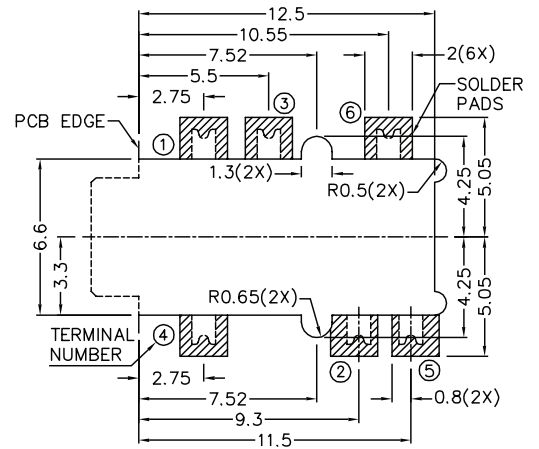 12.5
10.55
7.52
2(6X)
5.5
SOLDER
PADS
2.75
3
6
PCB EDGE
1
1.3(2X)
R0.5(2X)
4.25
5.05
6.6
3.3
R0.65(2X)
4.25
5.05
TERMINAL
NUMBER
4
2
5
2.75
7.52
0.8(2X)
9.3
11.5